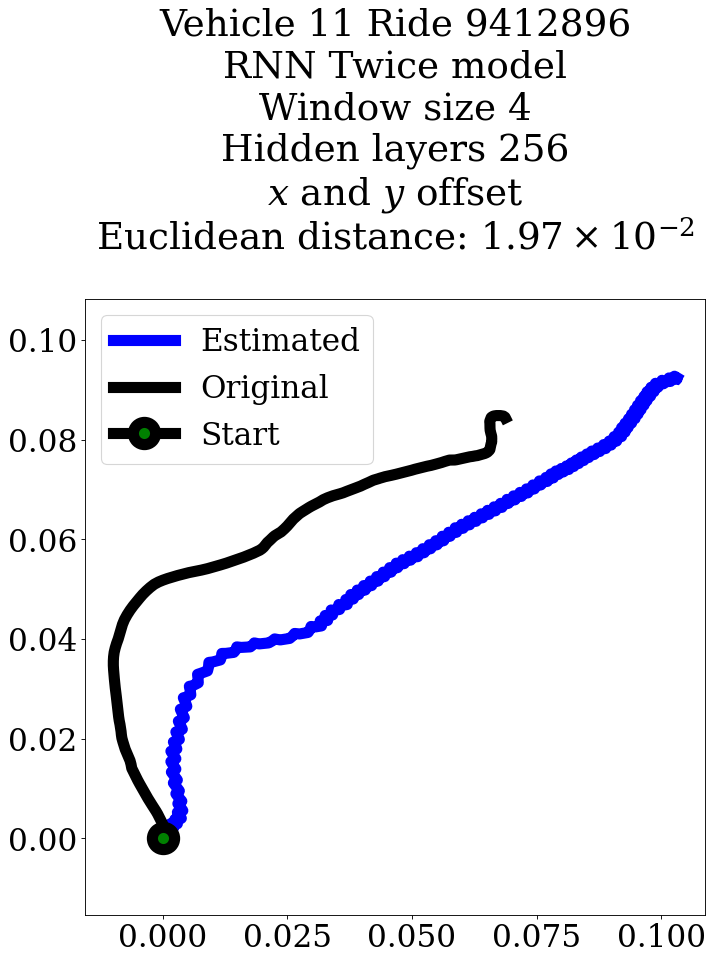 Vehicle 11 Ride 9412896
RNN Twice model
Window size 4
Hidden layers 256
x and y offset
Euclidean distance: 1.97 × 10⁻²
Estimated
Original
Start
0.10
0.08
0.06
0.04
0.02
0.00
0.000 0.025 0.050 0.075 0.100